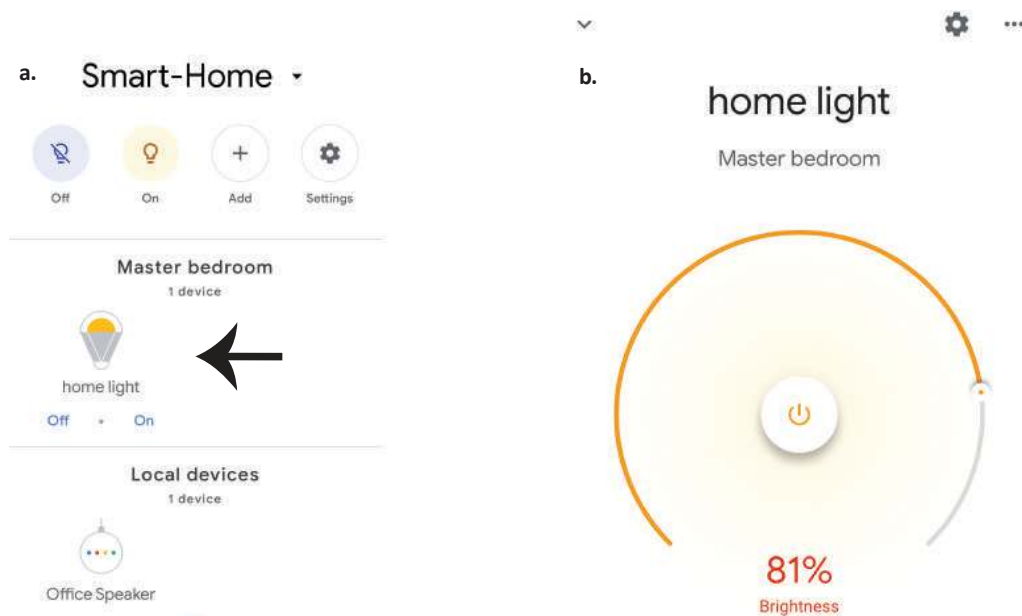 a.
Smart-Home
Off
On
Add
Settings
Master bedroom
1 device
home light
Off • On
Local devices
1 device
Office Speaker
b.
home light
Master bedroom
81%
Brightness